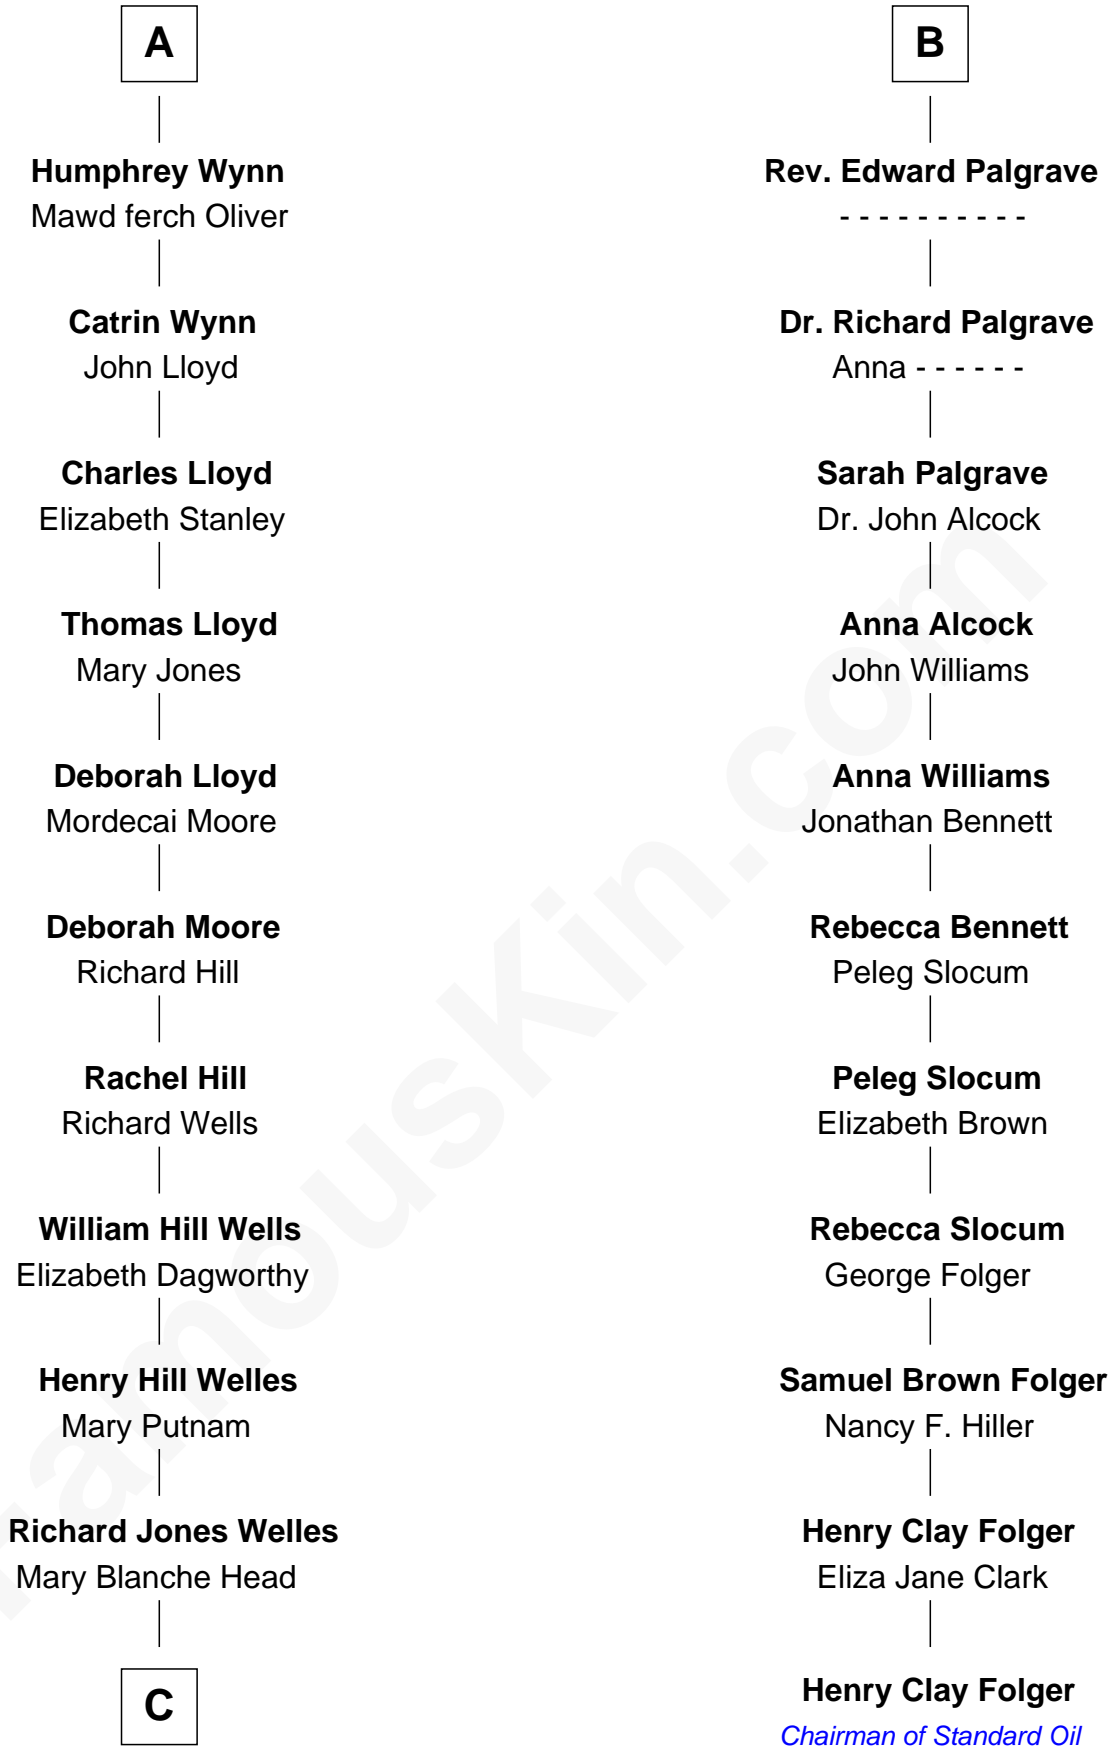 A
Humphrey Wynn
Mawd ferch Oliver
Catrin Wynn
John Lloyd
Charles Lloyd
Elizabeth Stanley
Thomas Lloyd
Mary Jones
Deborah Lloyd
Mordecai Moore
Deborah Moore
Richard Hill
Rachel Hill
Richard Wells
William Hill Wells
Elizabeth Dagworthy
Henry Hill Welles
Mary Putnam
Richard Jones Welles
Mary Blanche Head
C
B
Rev. Edward Palgrave
- - - - - - - - - -
Dr. Richard Palgrave
Anna - - - - - -
Sarah Palgrave
Dr. John Alcock
Anna Alcock
John Williams
Anna Williams
Jonathan Bennett
Rebecca Bennett
Peleg Slocum
Peleg Slocum
Elizabeth Brown
Rebecca Slocum
George Folger
Samuel Brown Folger
Nancy F. Hiller
Henry Clay Folger
Eliza Jane Clark
Henry Clay Folger
Chairman of Standard Oil
FamousKin.com